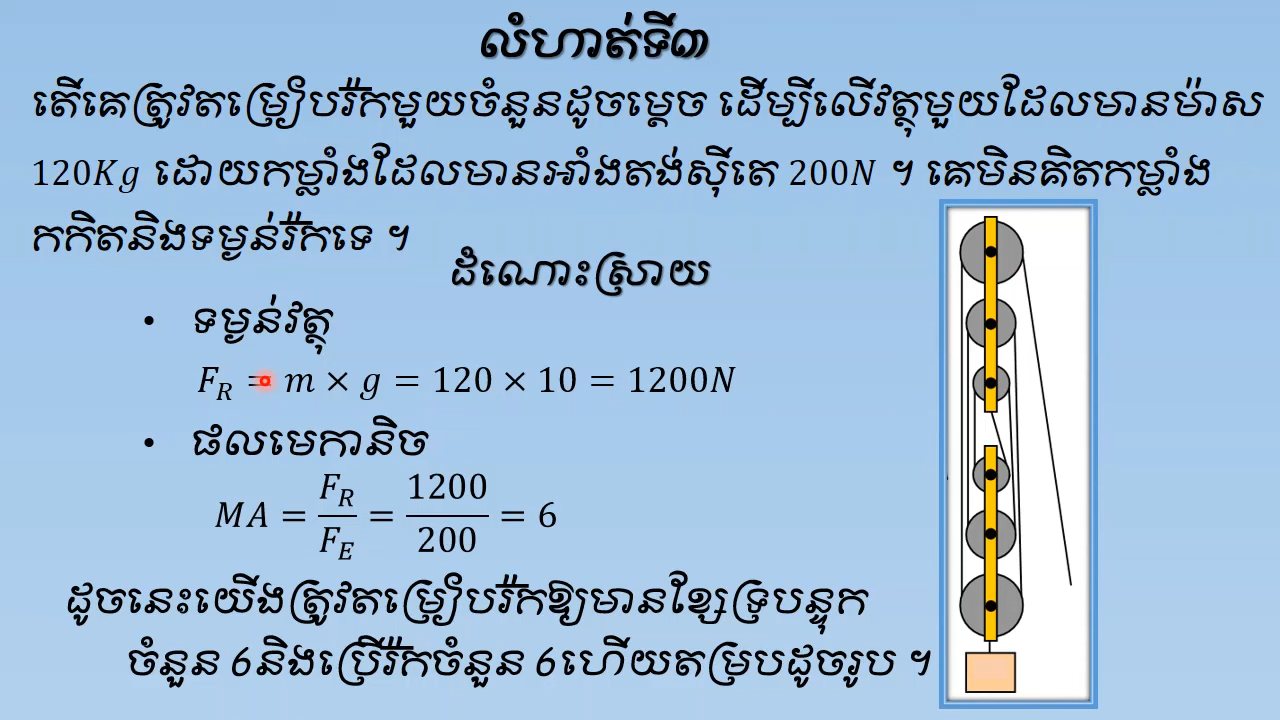 លំហាត់ទី៣
តើគេត្រូវតម្រៀបរ៉កមួយចំនួនដូចម្ដេច ដើម្បីលើវត្ថុមួយដែលមានម៉ាស
120Kg ដោយកម្លាំងដែលមានអាំងតង់ស៊ីតេ 200N ។ គេមិនគិតកម្លាំង
កកិតនិងទម្ងន់រ៉កទេ ។
ដំណោះស្រាយ
• ទម្ងន់វត្ថុ
F_R = m × g = 120 × 10 = 1200N
• ផលមេកានិច
MA = F_R/F_E = 1200/200 = 6
ដូចនេះយើងត្រូវតម្រៀបរ៉កឱ្យមានខ្សែទ្របន្ទុក
ចំនួន 6និងប្រើរ៉កចំនួន 6ហើយតម្របដូចរូប ។